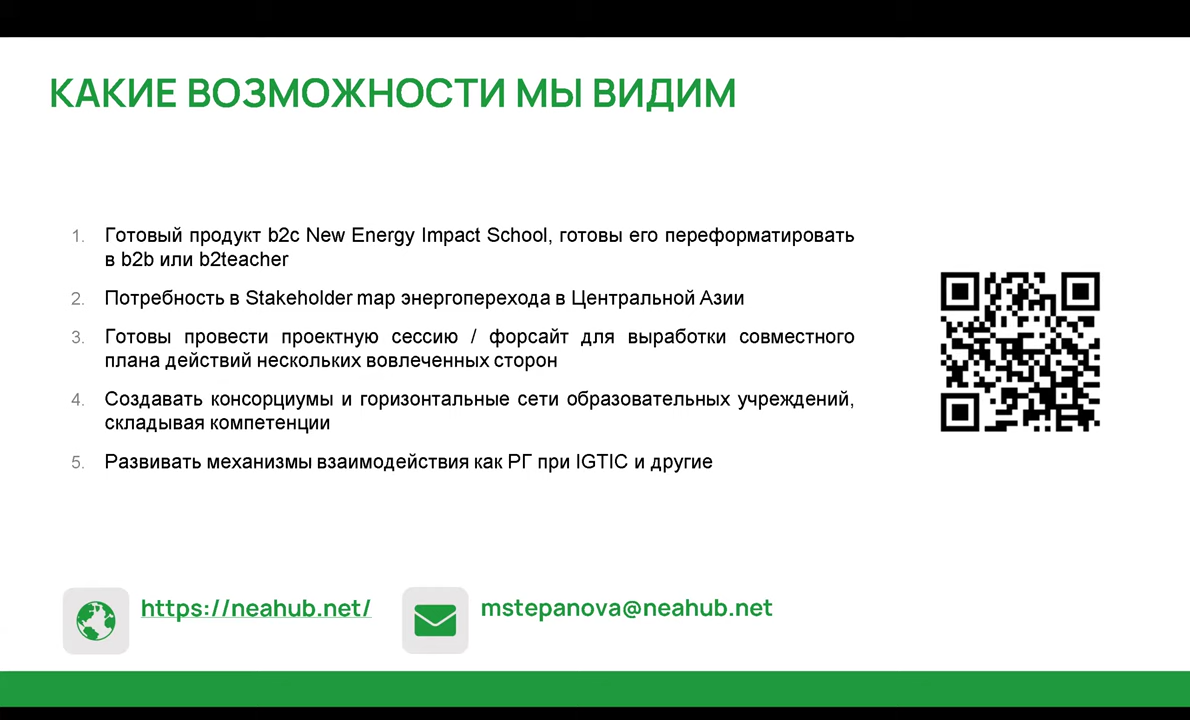 КАКИЕ ВОЗМОЖНОСТИ МЫ ВИДИМ
1. Готовый продукт b2c New Energy Impact School, готовы его переформатировать
в b2b или b2teacher
2. Потребность в Stakeholder map энергоперехода в Центральной Азии
3. Готовы провести проектную сессию / форсайт для выработки совместного
плана действий нескольких вовлеченных сторон
4. Создавать консорциумы и горизонтальные сети образовательных учреждений,
складывая компетенции
5. Развивать механизмы взаимодействия как РГ при IGTIC и другие
https://neahub.net/
mstepanova@neahub.net